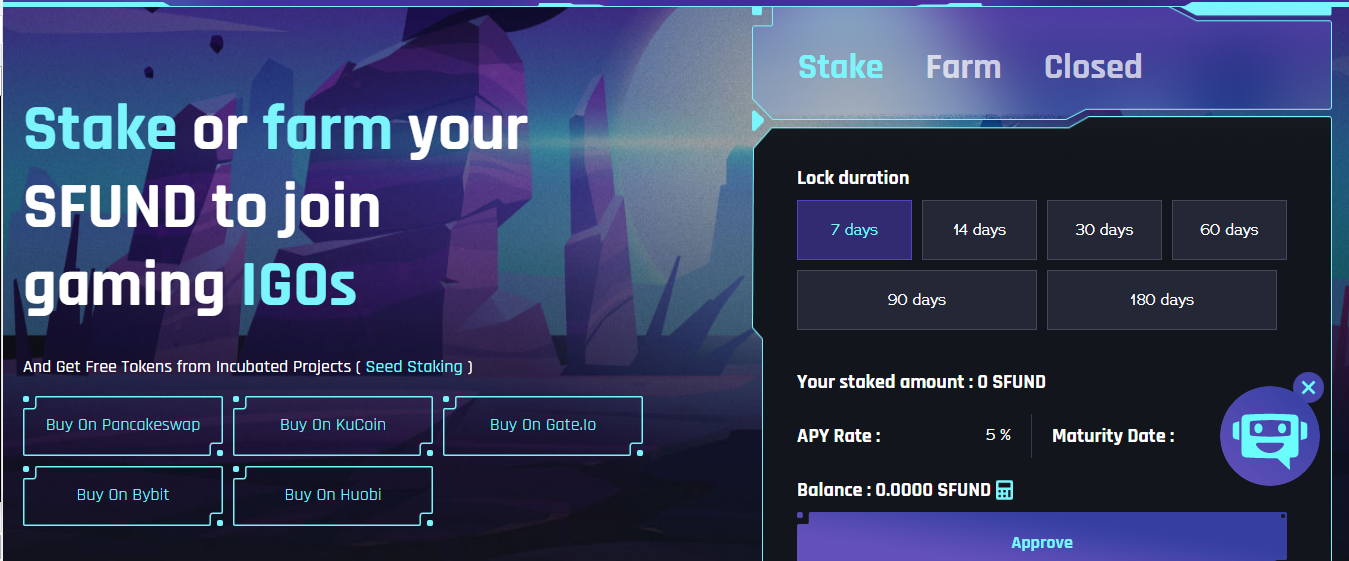 Stake or farm your
SFUND to join
gaming IGOs
And Get Free Tokens from Incubated Projects ( Seed Staking )
Buy On Pancakeswap
Buy On KuCoin
Buy On Gate.Io
Buy On Bybit
Buy On Huobi
Stake
Farm
Closed
Lock duration
7 days
14 days
30 days
60 days
90 days
180 days
Your staked amount : 0 SFUND
APY Rate :
5 %
Maturity Date :
Balance : 0.0000 SFUND
Approve